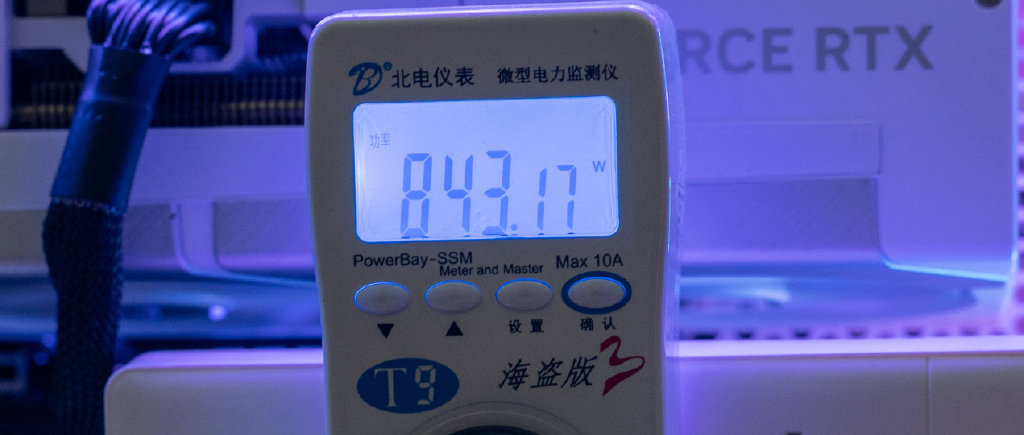 北电仪表 微型电力监测仪
RCE RTX
功率
843.17 W
PowerBay-SSM
Meter and Master
Max 10A
▼ ▲ 设置 确认
T9 海盗版 3